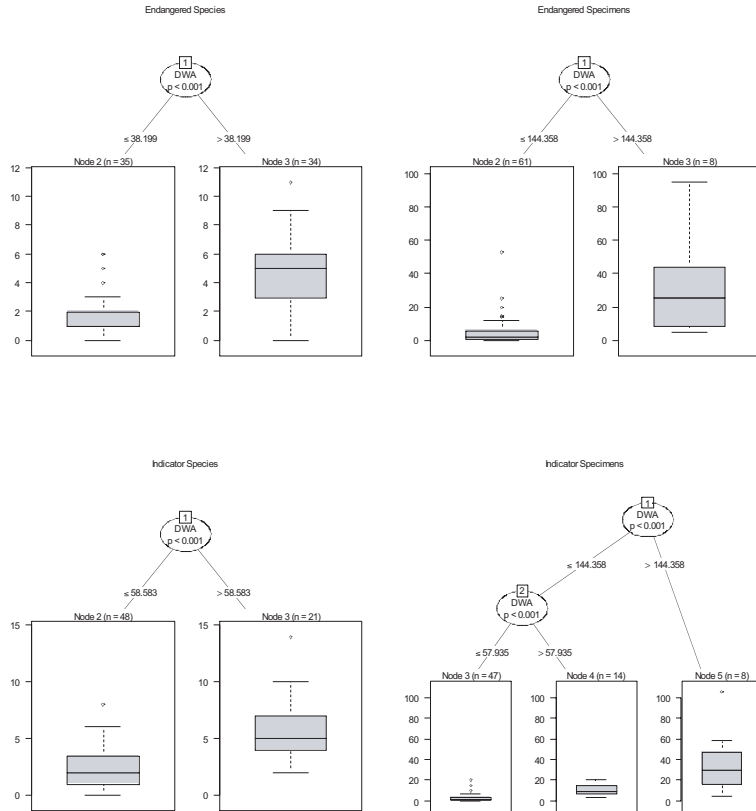 Endangered Species
1
DWA
p < 0.001
≤ 38.199
> 38.199
Node 2 (n = 35)
12
10
8
6
4
2
0
Node 3 (n = 34)
12
10
8
6
4
2
0
Endangered Specimens
1
DWA
p < 0.001
≤ 144.358
> 144.358
Node 2 (n = 61)
100
80
60
40
20
0
Node 3 (n = 8)
100
80
60
40
20
0
Indicator Species
1
DWA
p < 0.001
≤ 58.583
> 58.583
Node 2 (n = 48)
15
10
5
0
Node 3 (n = 21)
15
10
5
0
Indicator Specimens
1
DWA
p < 0.001
≤ 144.358
> 144.358
2
DWA
p < 0.001
≤ 57.935
> 57.935
Node 3 (n = 47)
100
80
60
40
20
0
Node 4 (n = 14)
100
80
60
40
20
0
Node 5 (n = 8)
100
80
60
40
20
0